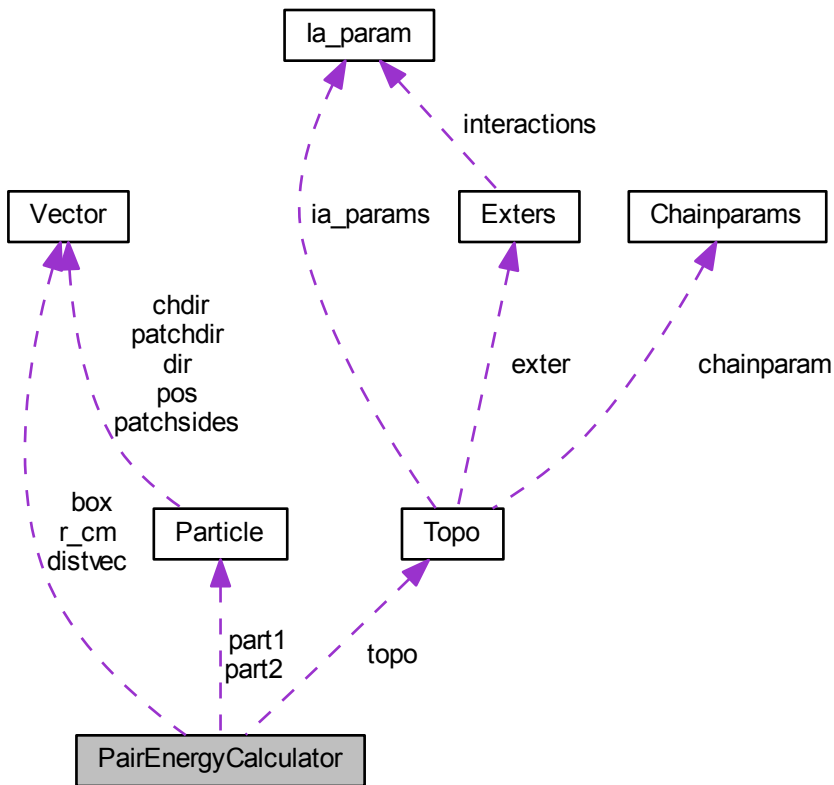 Ia_param
interactions
Vector
ia_params
Exters
Chainparams
chdir
patchdir
dir
pos
patchsides
exter
chainparam
box
r_cm
distvec
Particle
Topo
part1
part2
topo
PairEnergyCalculator